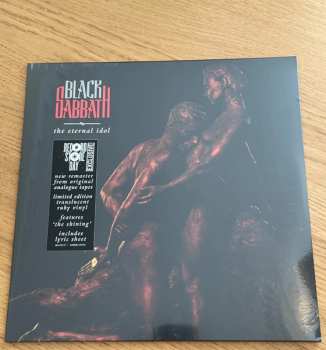 BLACK
SABBATH
the eternal idol
RECORD
STORE
DAY
EXCLUSIVE
new remaster
from original
analogue tapes
limited edition
translucent
ruby vinyl
features
'the shining'
includes
lyric sheet